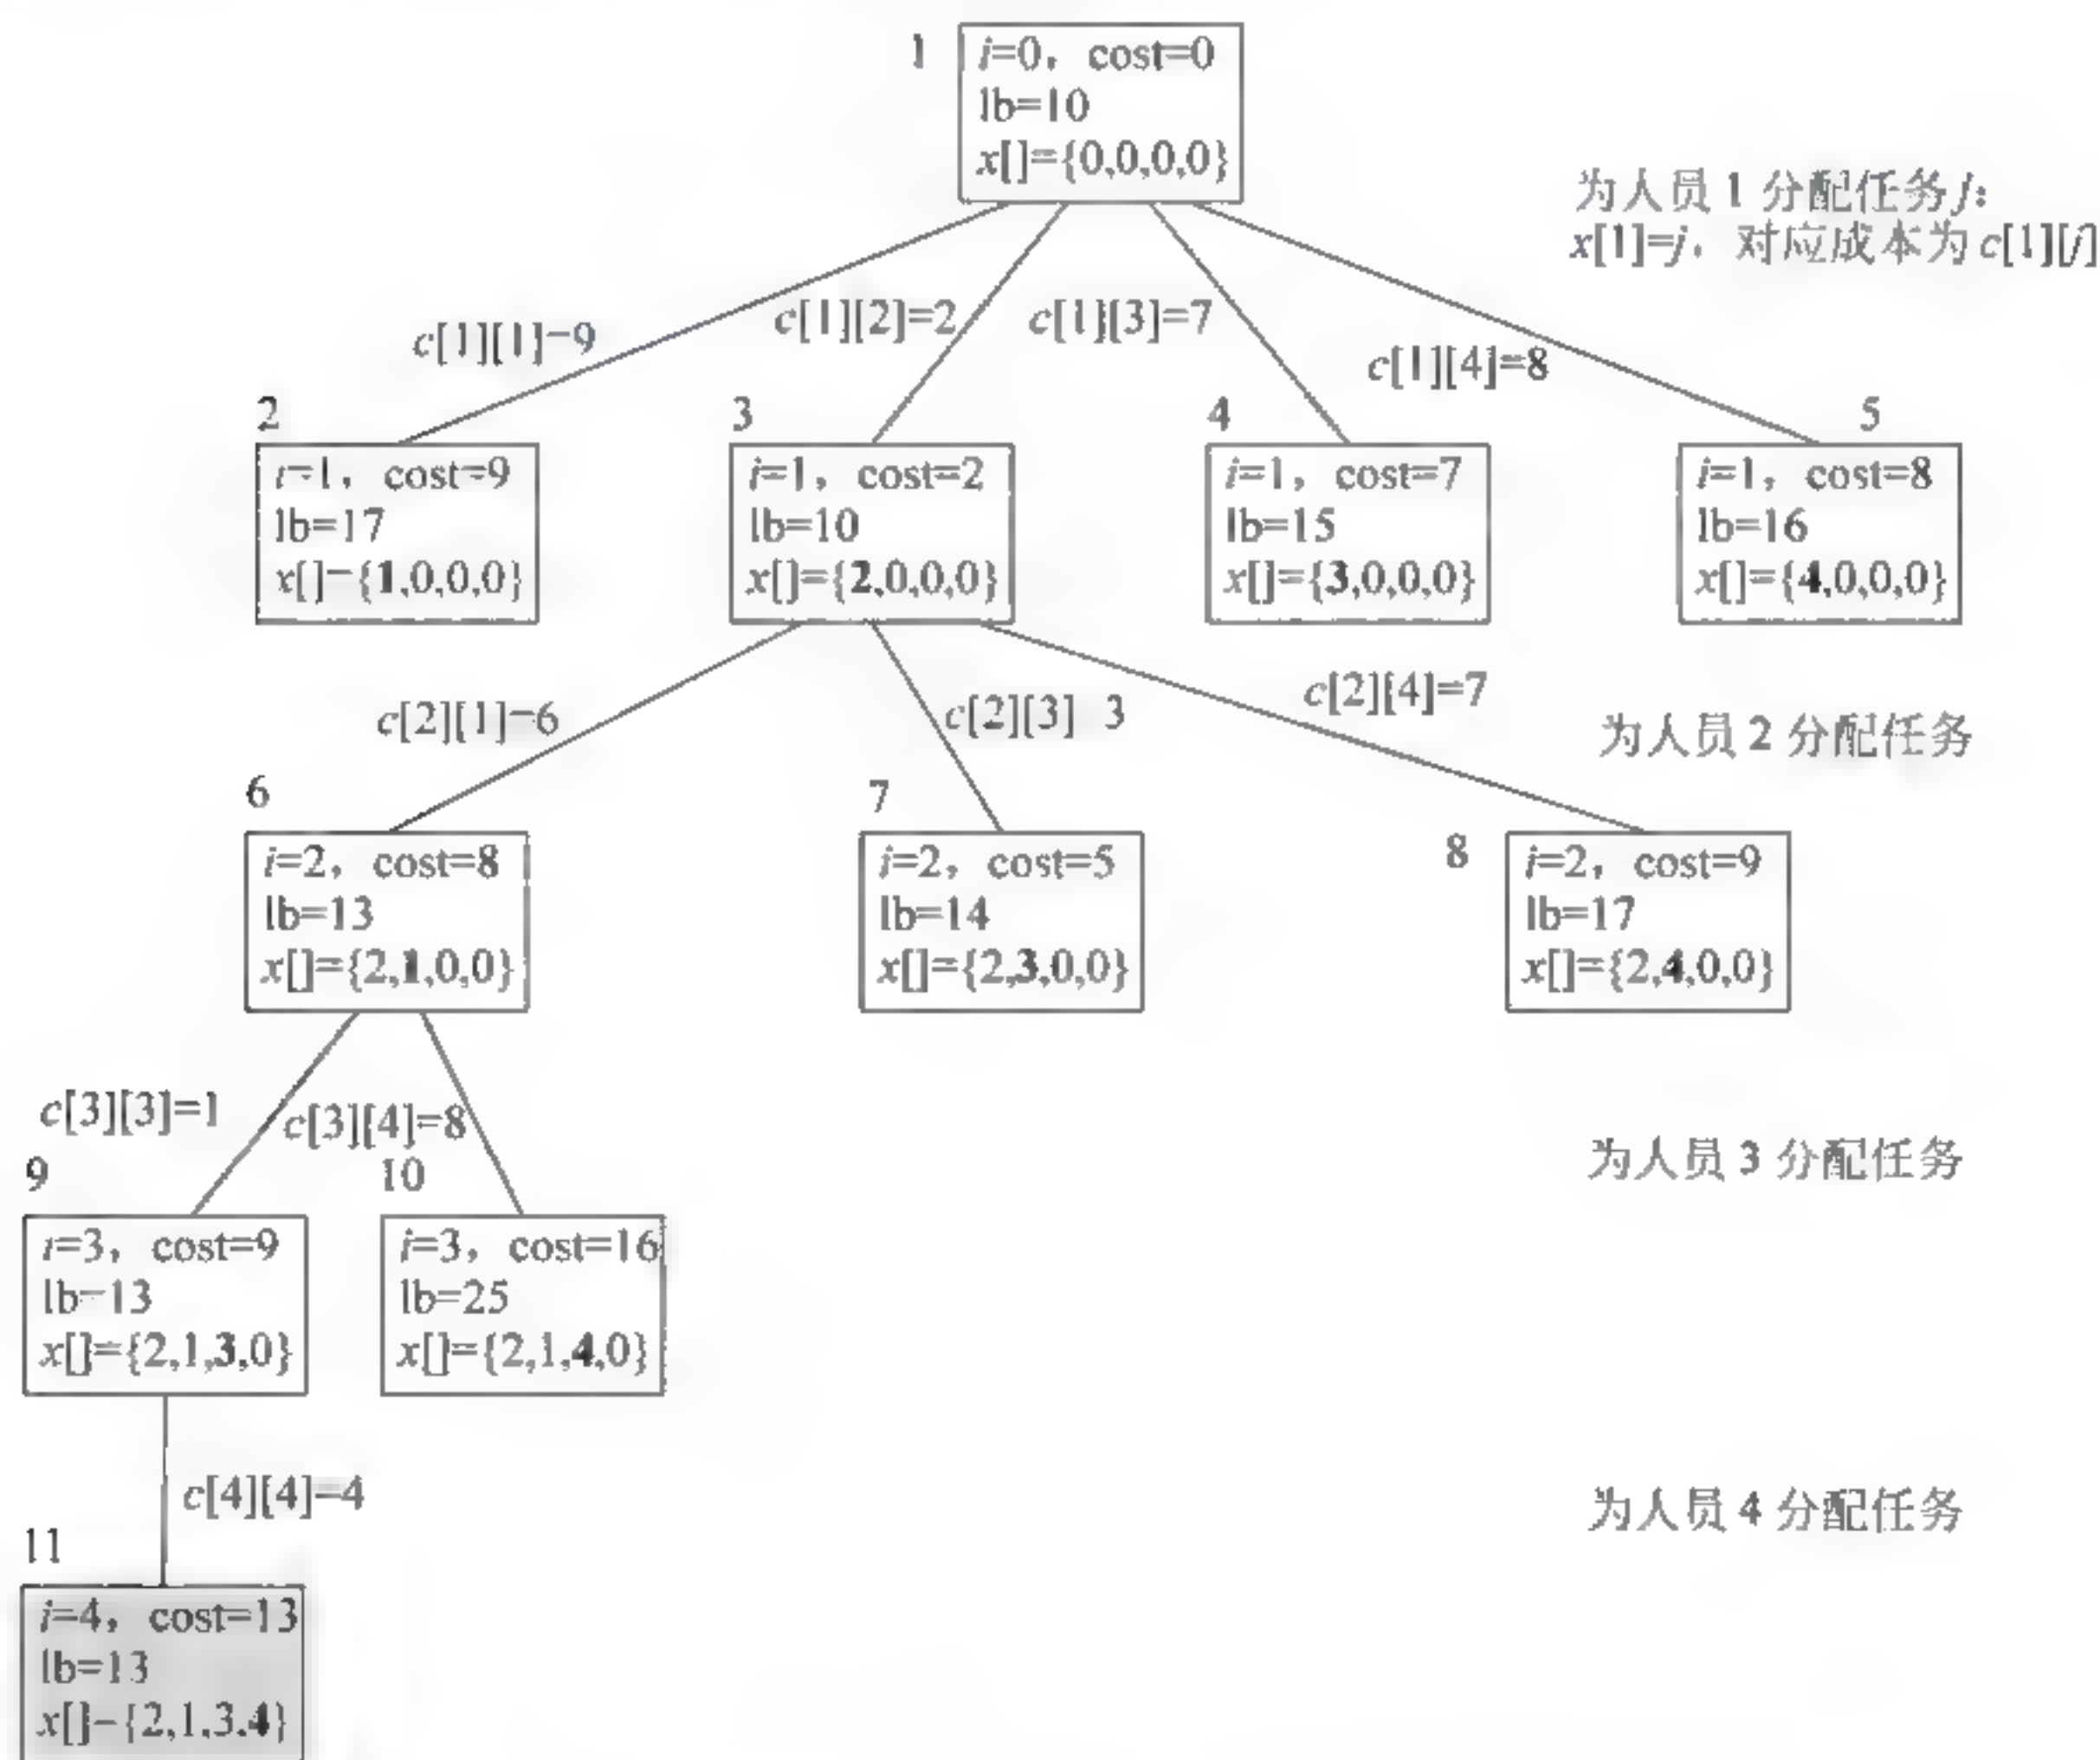 1
i=0，cost=0
lb=10
x[]={0,0,0,0}
为人员 1 分配任务j：
x[1]=j，对应成本为 c[1][j]
c[1][1]=9
c[1][2]=2
c[1][3]=7
c[1][4]=8
2
i=1，cost=9
lb=17
x[]={1,0,0,0}
3
i=1，cost=2
lb=10
x[]={2,0,0,0}
4
i=1，cost=7
lb=15
x[]={3,0,0,0}
5
i=1，cost=8
lb=16
x[]={4,0,0,0}
c[2][1]=6
c[2][3] 3
c[2][4]=7
为人员 2 分配任务
6
i=2，cost=8
lb=13
x[]={2,1,0,0}
7
i=2，cost=5
lb=14
x[]={2,3,0,0}
8
i=2，cost=9
lb=17
x[]={2,4,0,0}
c[3][3]=1
c[3][4]=8
为人员 3 分配任务
9
i=3，cost=9
lb=13
x[]={2,1,3,0}
10
i=3，cost=16
lb=25
x[]={2,1,4,0}
c[4][4]=4
为人员 4 分配任务
11
i=4，cost=13
lb=13
x[]={2,1,3,4}